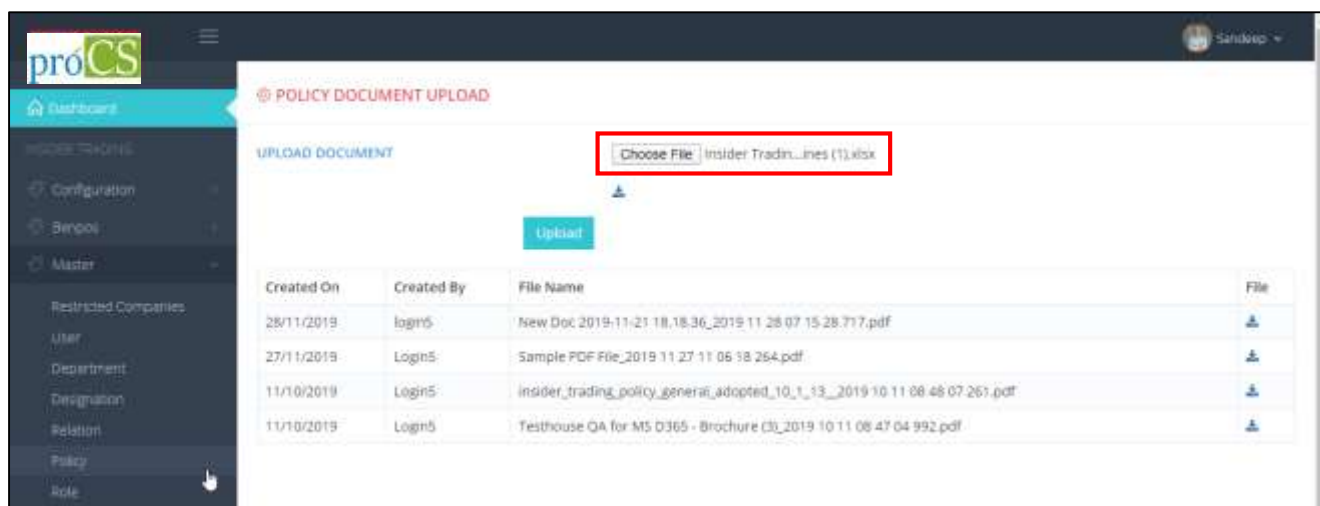 próCS
Sandeep
Dashboard
POLICY DOCUMENT UPLOAD
INSIDER TRADING
UPLOAD DOCUMENT
Choose File Insider Tradin...ines (1).xlsx
Configuration
Benpos
Upload
Master
Created On Created By File Name File
Restricted Companies
28/11/2019 login5 New Doc 2019-11-21 18.18.36_2019 11 28 07 15 28 717.pdf
User
27/11/2019 Login5 Sample PDF File_2019 11 27 11 06 18 264.pdf
Department
11/10/2019 Login5 insider_trading_policy_general_adopted_10_1_13__2019 10 11 08 48 07 261.pdf
Designation
11/10/2019 Login5 Testhouse QA for MS D365 - Brochure (3)_2019 10 11 08 47 04 992.pdf
Relation
Policy
Role